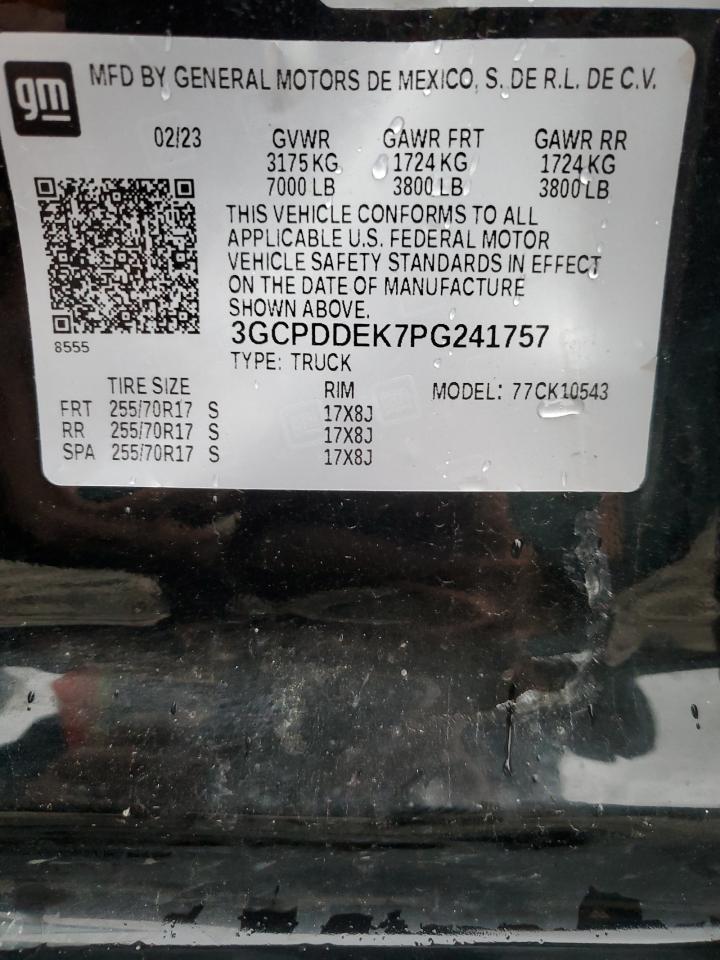 gm
MFD BY GENERAL MOTORS DE MEXICO, S. DE R.L. DE C.V.
02/23 GVWR GAWR FRT GAWR RR
3175 KG 1724 KG 1724 KG
7000 LB 3800 LB 3800 LB
THIS VEHICLE CONFORMS TO ALL
APPLICABLE U.S. FEDERAL MOTOR
VEHICLE SAFETY STANDARDS IN EFFECT
ON THE DATE OF MANUFACTURE
SHOWN ABOVE.
3GCPDDEK7PG241757
8555
TYPE: TRUCK
TIRE SIZE RIM MODEL: 77CK10543
FRT 255/70R17 S 17X8J
RR 255/70R17 S 17X8J
SPA 255/70R17 S 17X8J